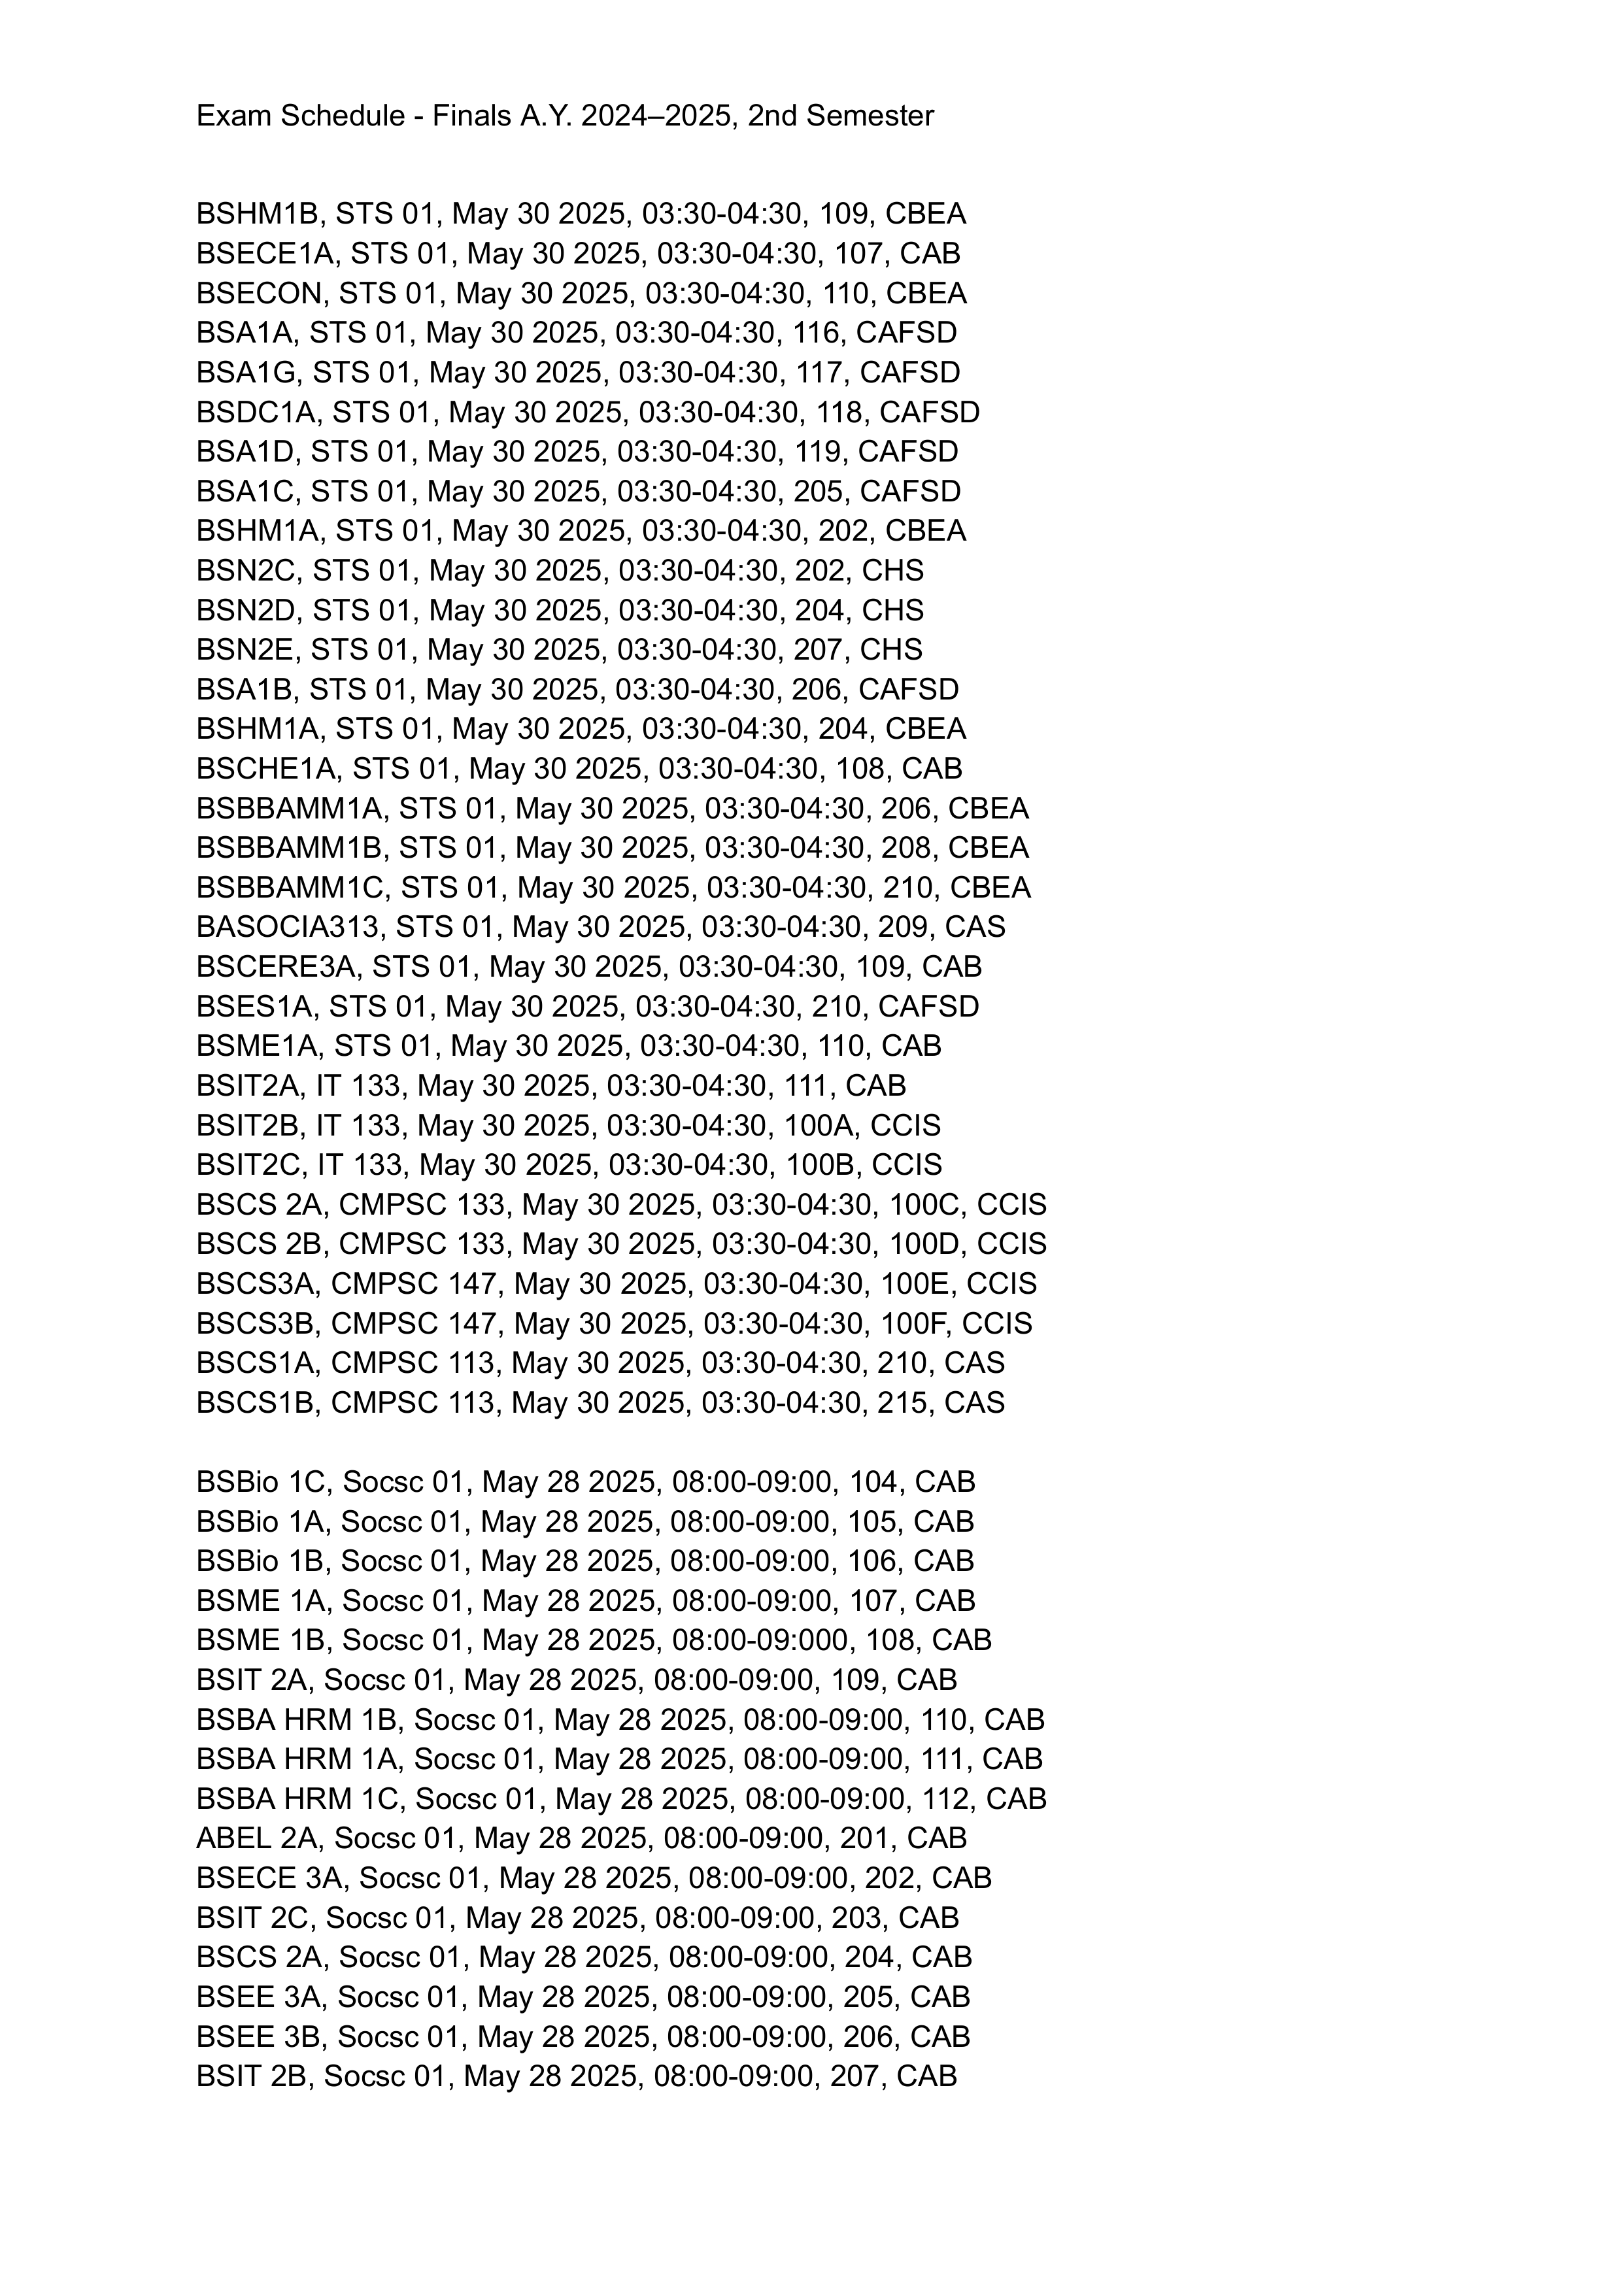 Exam Schedule - Finals A.Y. 2024–2025, 2nd Semester
BSHM1B, STS 01, May 30 2025, 03:30-04:30, 109, CBEA
BSECE1A, STS 01, May 30 2025, 03:30-04:30, 107, CAB
BSECON, STS 01, May 30 2025, 03:30-04:30, 110, CBEA
BSA1A, STS 01, May 30 2025, 03:30-04:30, 116, CAFSD
BSA1G, STS 01, May 30 2025, 03:30-04:30, 117, CAFSD
BSDC1A, STS 01, May 30 2025, 03:30-04:30, 118, CAFSD
BSA1D, STS 01, May 30 2025, 03:30-04:30, 119, CAFSD
BSA1C, STS 01, May 30 2025, 03:30-04:30, 205, CAFSD
BSHM1A, STS 01, May 30 2025, 03:30-04:30, 202, CBEA
BSN2C, STS 01, May 30 2025, 03:30-04:30, 202, CHS
BSN2D, STS 01, May 30 2025, 03:30-04:30, 204, CHS
BSN2E, STS 01, May 30 2025, 03:30-04:30, 207, CHS
BSA1B, STS 01, May 30 2025, 03:30-04:30, 206, CAFSD
BSHM1A, STS 01, May 30 2025, 03:30-04:30, 204, CBEA
BSCHE1A, STS 01, May 30 2025, 03:30-04:30, 108, CAB
BSBBAMM1A, STS 01, May 30 2025, 03:30-04:30, 206, CBEA
BSBBAMM1B, STS 01, May 30 2025, 03:30-04:30, 208, CBEA
BSBBAMM1C, STS 01, May 30 2025, 03:30-04:30, 210, CBEA
BASOCIA313, STS 01, May 30 2025, 03:30-04:30, 209, CAS
BSCERE3A, STS 01, May 30 2025, 03:30-04:30, 109, CAB
BSES1A, STS 01, May 30 2025, 03:30-04:30, 210, CAFSD
BSME1A, STS 01, May 30 2025, 03:30-04:30, 110, CAB
BSIT2A, IT 133, May 30 2025, 03:30-04:30, 111, CAB
BSIT2B, IT 133, May 30 2025, 03:30-04:30, 100A, CCIS
BSIT2C, IT 133, May 30 2025, 03:30-04:30, 100B, CCIS
BSCS 2A, CMPSC 133, May 30 2025, 03:30-04:30, 100C, CCIS
BSCS 2B, CMPSC 133, May 30 2025, 03:30-04:30, 100D, CCIS
BSCS3A, CMPSC 147, May 30 2025, 03:30-04:30, 100E, CCIS
BSCS3B, CMPSC 147, May 30 2025, 03:30-04:30, 100F, CCIS
BSCS1A, CMPSC 113, May 30 2025, 03:30-04:30, 210, CAS
BSCS1B, CMPSC 113, May 30 2025, 03:30-04:30, 215, CAS
BSBio 1C, Socsc 01, May 28 2025, 08:00-09:00, 104, CAB
BSBio 1A, Socsc 01, May 28 2025, 08:00-09:00, 105, CAB
BSBio 1B, Socsc 01, May 28 2025, 08:00-09:00, 106, CAB
BSME 1A, Socsc 01, May 28 2025, 08:00-09:00, 107, CAB
BSME 1B, Socsc 01, May 28 2025, 08:00-09:000, 108, CAB
BSIT 2A, Socsc 01, May 28 2025, 08:00-09:00, 109, CAB
BSBA HRM 1B, Socsc 01, May 28 2025, 08:00-09:00, 110, CAB
BSBA HRM 1A, Socsc 01, May 28 2025, 08:00-09:00, 111, CAB
BSBA HRM 1C, Socsc 01, May 28 2025, 08:00-09:00, 112, CAB
ABEL 2A, Socsc 01, May 28 2025, 08:00-09:00, 201, CAB
BSECE 3A, Socsc 01, May 28 2025, 08:00-09:00, 202, CAB
BSIT 2C, Socsc 01, May 28 2025, 08:00-09:00, 203, CAB
BSCS 2A, Socsc 01, May 28 2025, 08:00-09:00, 204, CAB
BSEE 3A, Socsc 01, May 28 2025, 08:00-09:00, 205, CAB
BSEE 3B, Socsc 01, May 28 2025, 08:00-09:00, 206, CAB
BSIT 2B, Socsc 01, May 28 2025, 08:00-09:00, 207, CAB